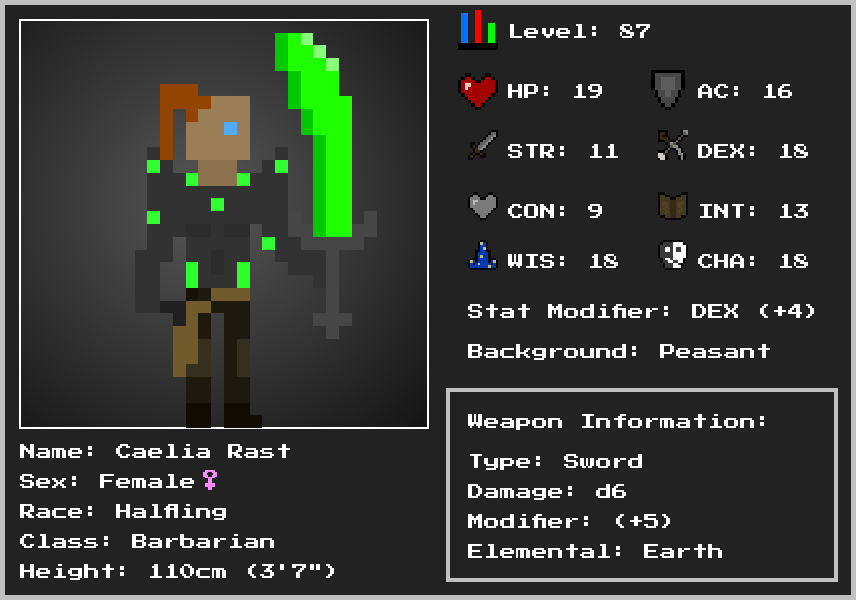 Level: 87
HP: 19 AC: 16
STR: 11 DEX: 18
CON: 9 INT: 13
WIS: 18 CHA: 18
Stat Modifier: DEX (+4)
Background: Peasant
Weapon Information:
Type: Sword
Damage: d6
Modifier: (+5)
Elemental: Earth
Name: Caelia Rast
Sex: Female♀
Race: Halfling
Class: Barbarian
Height: 110cm (3'7")